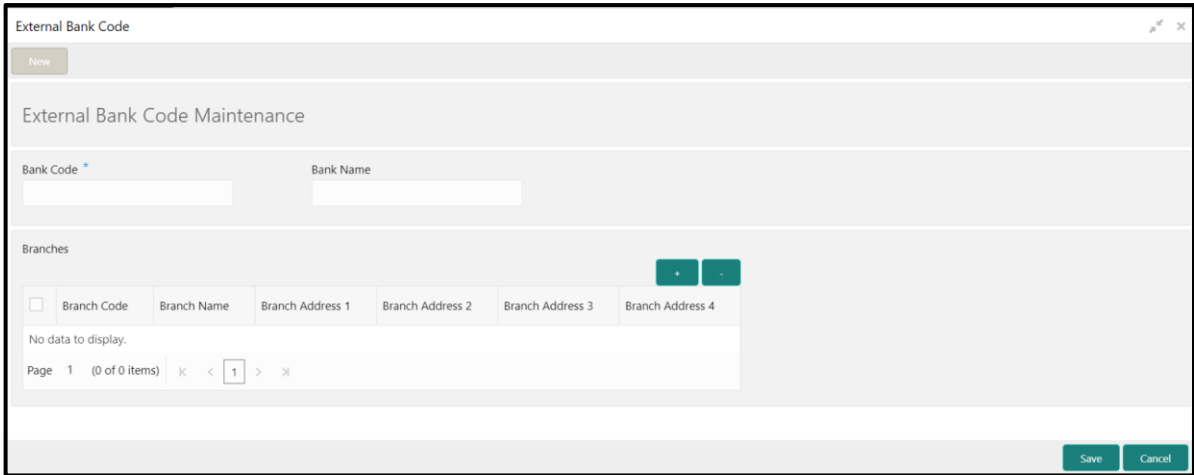 External Bank Code
New
External Bank Code Maintenance
Bank Code * Bank Name
Branches
+ -
Branch Code Branch Name Branch Address 1 Branch Address 2 Branch Address 3 Branch Address 4
No data to display.
Page 1 (0 of 0 items) 1
Save Cancel